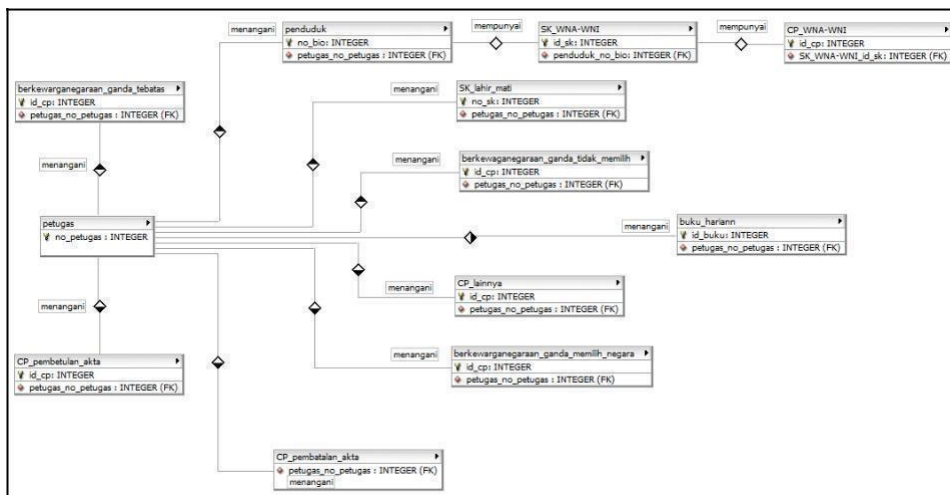 menangani
penduduk
no_bio: INTEGER
petugas_no_petugas : INTEGER (FK)
mempunyai
SK_WNA-WNI
id_sk: INTEGER
penduduk_no_bio: INTEGER (FK)
mempunyai
CP_WNA-WNI
id_cp: INTEGER
SK_WNA-WNI_id_sk: INTEGER (FK)
berkewarganegaraan_ganda_tebatas
id_cp: INTEGER
petugas_no_petugas : INTEGER (FK)
menangani
SK_lahir_mati
no_sk: INTEGER
petugas_no_petugas : INTEGER (FK)
menangani
menangani
berkewaganegaraan_ganda_tidak_memilih
id_cp: INTEGER
petugas_no_petugas : INTEGER (FK)
petugas
no_petugas : INTEGER
menangani
buku_hariann
id_buku: INTEGER
petugas_no_petugas : INTEGER (FK)
menangani
CP_lainnya
id_cp: INTEGER
petugas_no_petugas : INTEGER (FK)
menangani
CP_pembetulan_akta
id_cp: INTEGER
petugas_no_petugas : INTEGER (FK)
menangani
berkewarganegaraan_ganda_memilih_negara
id_cp: INTEGER
petugas_no_petugas : INTEGER (FK)
CP_pembatalan_akta
petugas_no_petugas : INTEGER (FK)
menangani